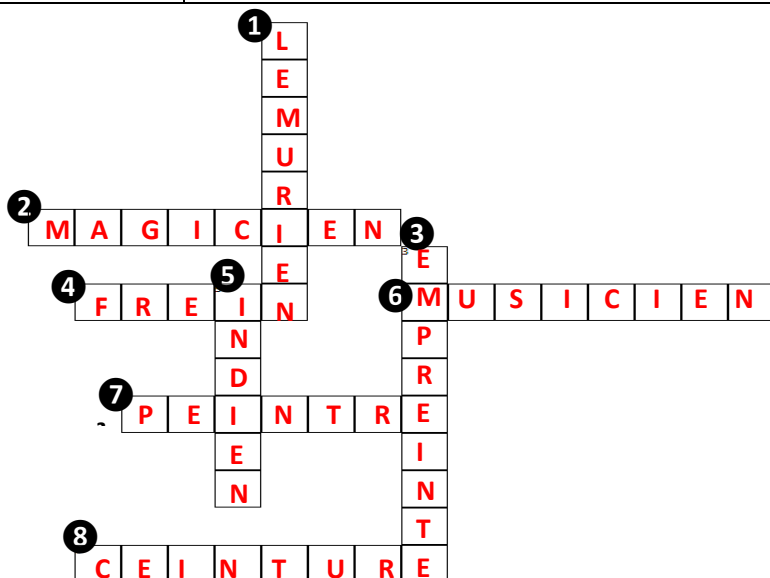 1 L
E
M
U
R
2 M A G I C I E N
E 3 E
4 F R E 5 I N 6 M U S I C I E N
N P
D R
7 P E I N T R E
E I
N N
T
8 C E I N T U R E